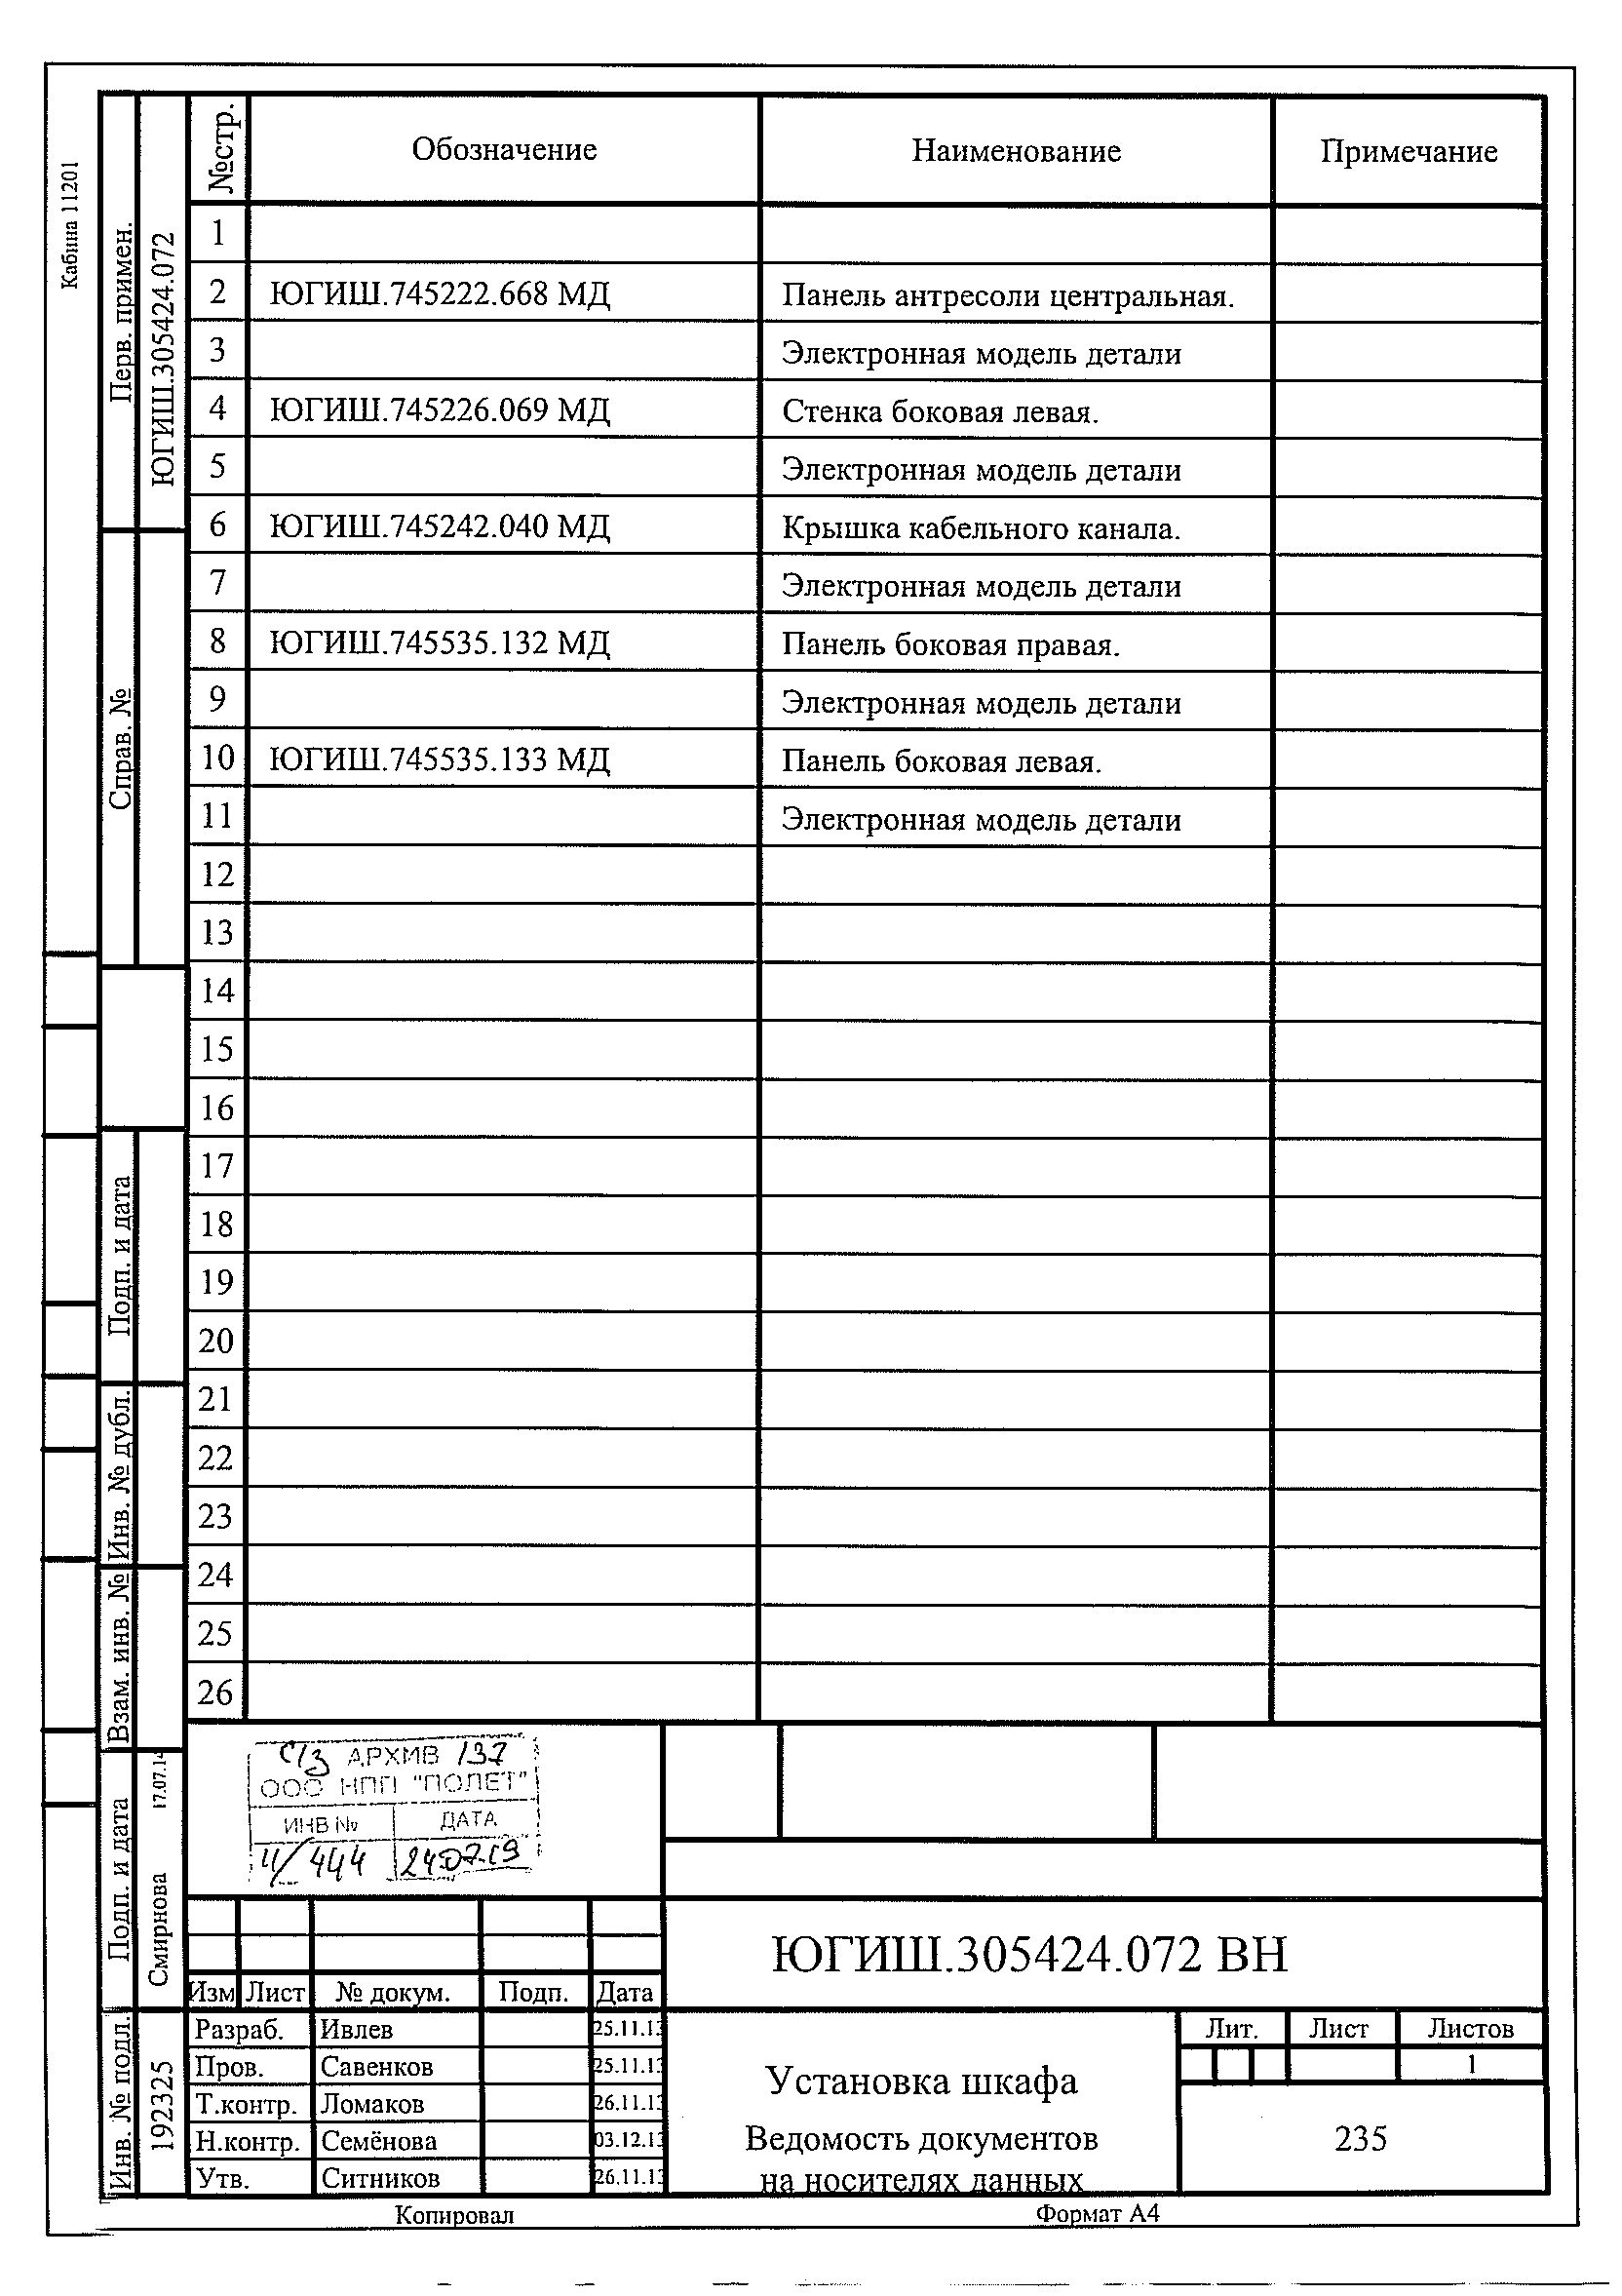 Кабина 11201
Перв. примен.
ЮГИШ.305424.072
Справ. №
Подп. и дата
Инв. № дубл.
Взам. инв. №
Подп. и дата
Смирнова 17.07.14
Инв. № подл.
192325
№стр. Обозначение Наименование Примечание
1
2 ЮГИШ.745222.668 МД Панель антресоли центральная.
3 Электронная модель детали
4 ЮГИШ.745226.069 МД Стенка боковая левая.
5 Электронная модель детали
6 ЮГИШ.745242.040 МД Крышка кабельного канала.
7 Электронная модель детали
8 ЮГИШ.745535.132 МД Панель боковая правая.
9 Электронная модель детали
10 ЮГИШ.745535.133 МД Панель боковая левая.
11 Электронная модель детали
12
13
14
15
16
17
18
19
20
21
22
23
24
25
26
АРХИВ 137
ООО НПП "ПОЛЕТ"
ИНВ № ДАТА
4/444 24.07.19
ЮГИШ.305424.072 ВН
Изм Лист № докум. Подп. Дата
Разраб. Ивлев 25.11.13
Пров. Савенков 25.11.13
Т.контр. Ломаков 26.11.13
Н.контр. Семёнова 03.12.13
Утв. Ситников 26.11.13
Установка шкафа
Ведомость документов
на носителях данных
Лит. Лист Листов
1
235
Копировал Формат А4